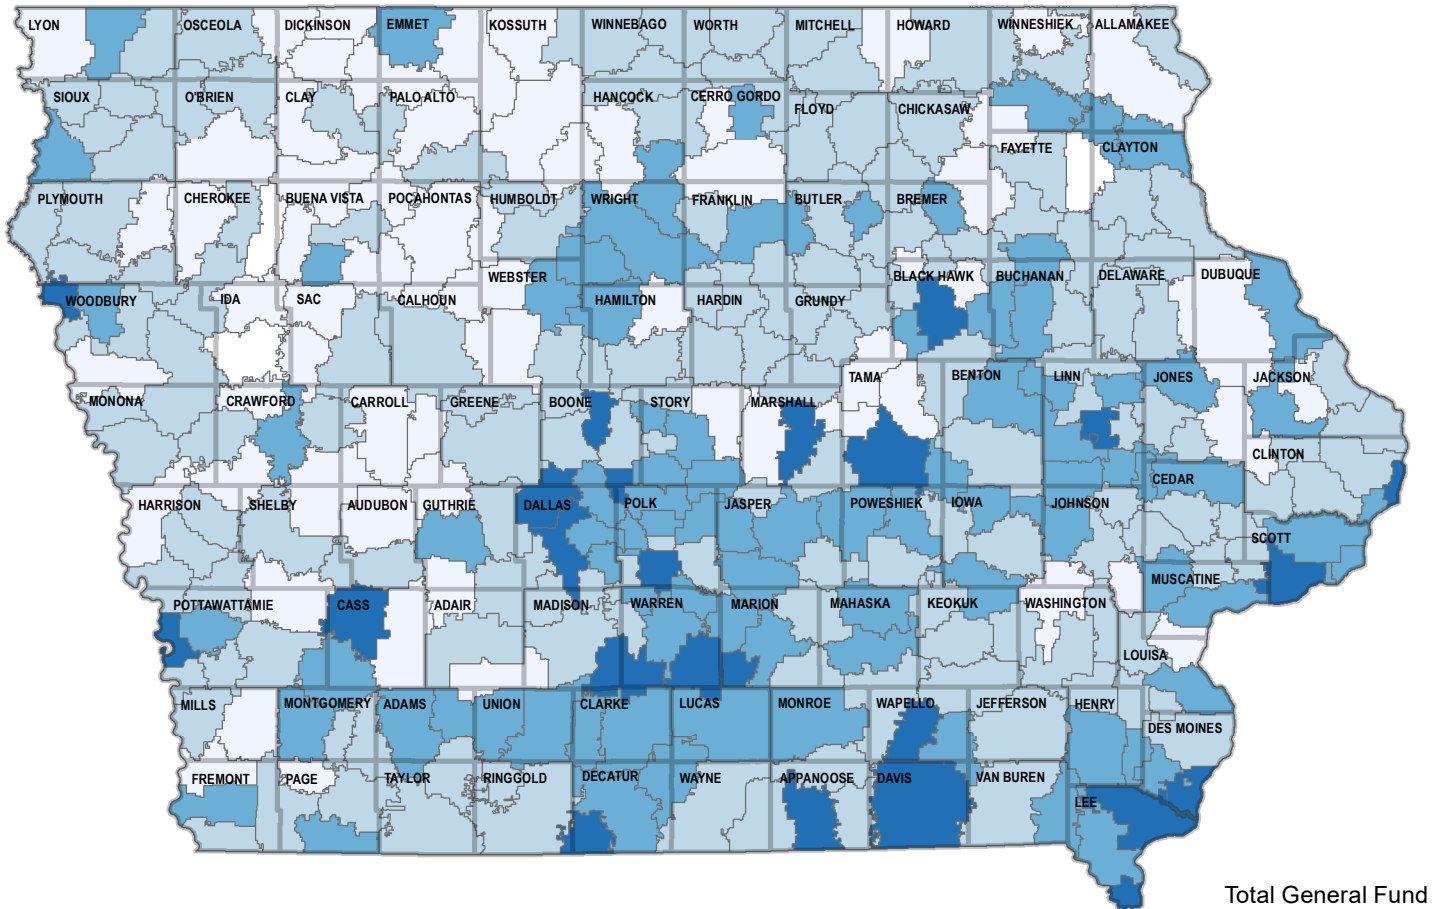 LYON OSCEOLA DICKINSON EMMET KOSSUTH WINNEBAGO WORTH MITCHELL HOWARD WINNESHIEK ALLAMAKEE
SIOUX O'BRIEN CLAY PALO ALTO HANCOCK CERRO GORDO FLOYD CHICKASAW
FAYETTE CLAYTON
PLYMOUTH CHEROKEE BUENA VISTA POCAHONTAS HUMBOLDT WRIGHT FRANKLIN BUTLER BREMER
WEBSTER BLACK HAWK BUCHANAN DELAWARE DUBUQUE
WOODBURY IDA SAC CALHOUN HAMILTON HARDIN GRUNDY
TAMA BENTON LINN JONES JACKSON
MONONA CRAWFORD CARROLL GREENE BOONE STORY MARSHALL
CLINTON
CEDAR
HARRISON SHELBY AUDUBON GUTHRIE DALLAS POLK JASPER POWESHIEK IOWA JOHNSON
SCOTT
MUSCATINE
POTTAWATTAMIE CASS ADAIR MADISON WARREN MARION MAHASKA KEOKUK WASHINGTON
LOUISA
MILLS MONTGOMERY ADAMS UNION CLARKE LUCAS MONROE WAPELLO JEFFERSON HENRY
DES MOINES
FREMONT PAGE TAYLOR RINGGOLD DECATUR WAYNE APPANOOSE DAVIS VAN BUREN
LEE
Total General Fund